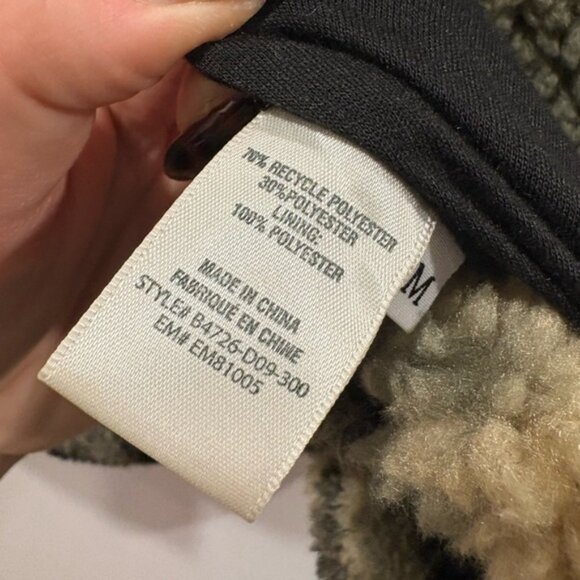 70% RECYCLE POLYESTER
30%POLYESTER
LINING:
100% POLYESTER
MADE IN CHINA
FABRIQUE EN CHINE
STYLE# B4726-D09-300
EM# EM81005
M